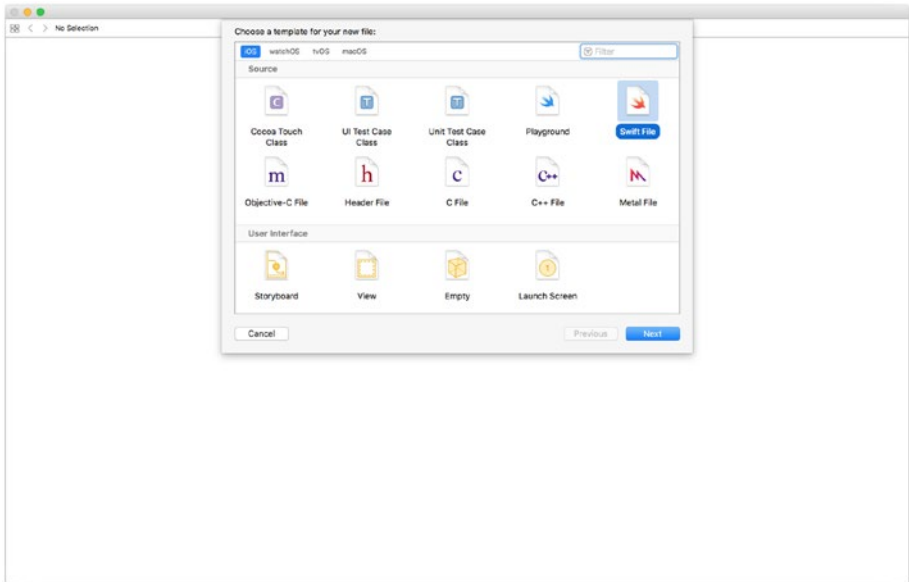 No Selection
Choose a template for your new file:
iOS watchOS tvOS macOS Filter
Source
C T T
Cocoa Touch Class UI Test Case Class Unit Test Case Class Playground Swift File
m h c C++
Objective-C File Header File C File C++ File Metal File
User Interface
1
Storyboard View Empty Launch Screen
Cancel Previous Next